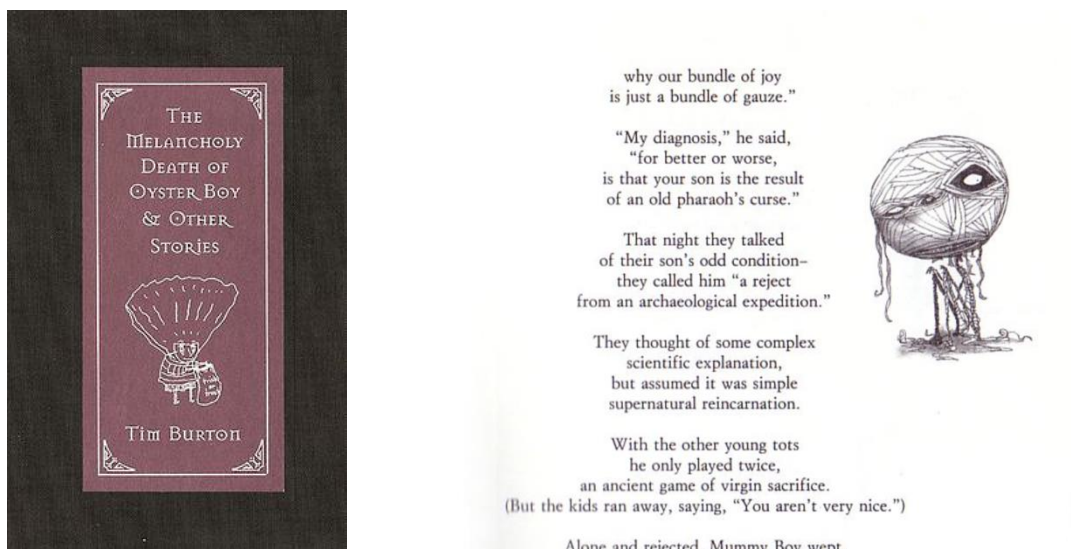 The
Melancholy
Death of
Oyster Boy
& Other
Stories
Tim Burton
why our bundle of joy
is just a bundle of gauze.”
“My diagnosis,” he said,
“for better or worse,
is that your son is the result
of an old pharaoh's curse.”
That night they talked
of their son's odd condition–
they called him “a reject
from an archaeological expedition.”
They thought of some complex
scientific explanation,
but assumed it was simple
supernatural reincarnation.
With the other young tots
he only played twice,
an ancient game of virgin sacrifice.
(But the kids ran away, saying, “You aren't very nice.”)
Alone and rejected, Mummy Boy wept